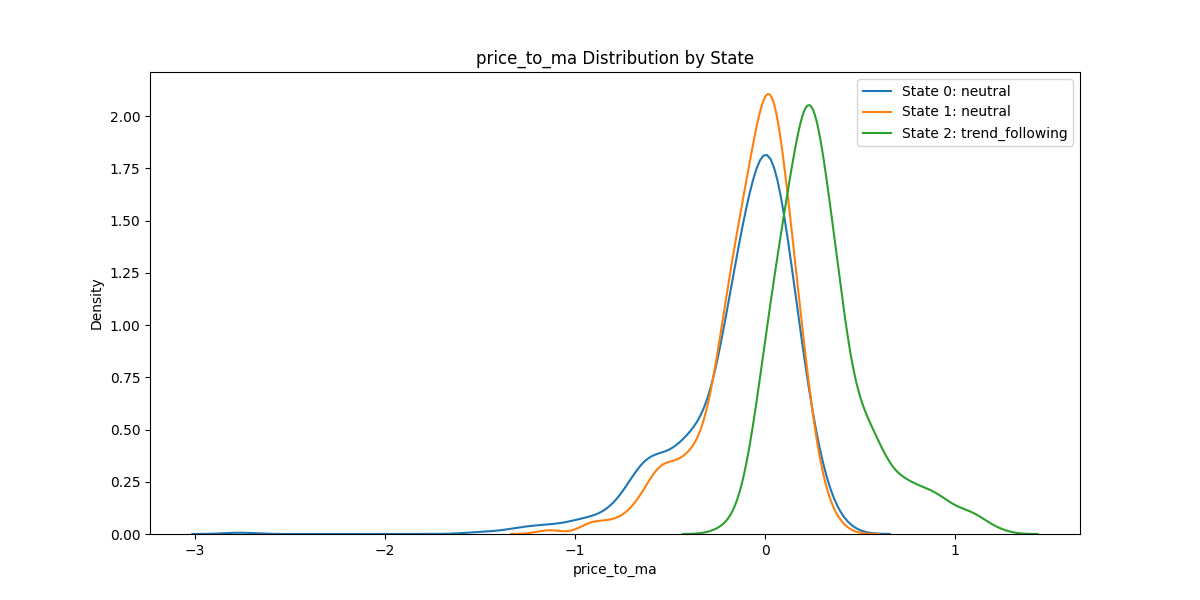 price_to_ma Distribution by State
State 0: neutral
State 1: neutral
State 2: trend_following
Density
2.00
1.75
1.50
1.25
1.00
0.75
0.50
0.25
0.00
−3 −2 −1 0 1
price_to_ma